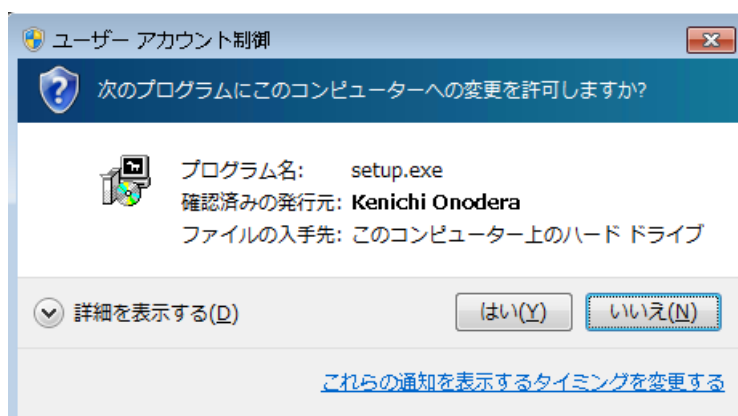 ユーザー アカウント制御
次のプログラムにこのコンピューターへの変更を許可しますか?
プログラム名: setup.exe
確認済みの発行元: Kenichi Onodera
ファイルの入手先: このコンピューター上のハード ドライブ
詳細を表示する(D) はい(Y) いいえ(N)
これらの通知を表示するタイミングを変更する